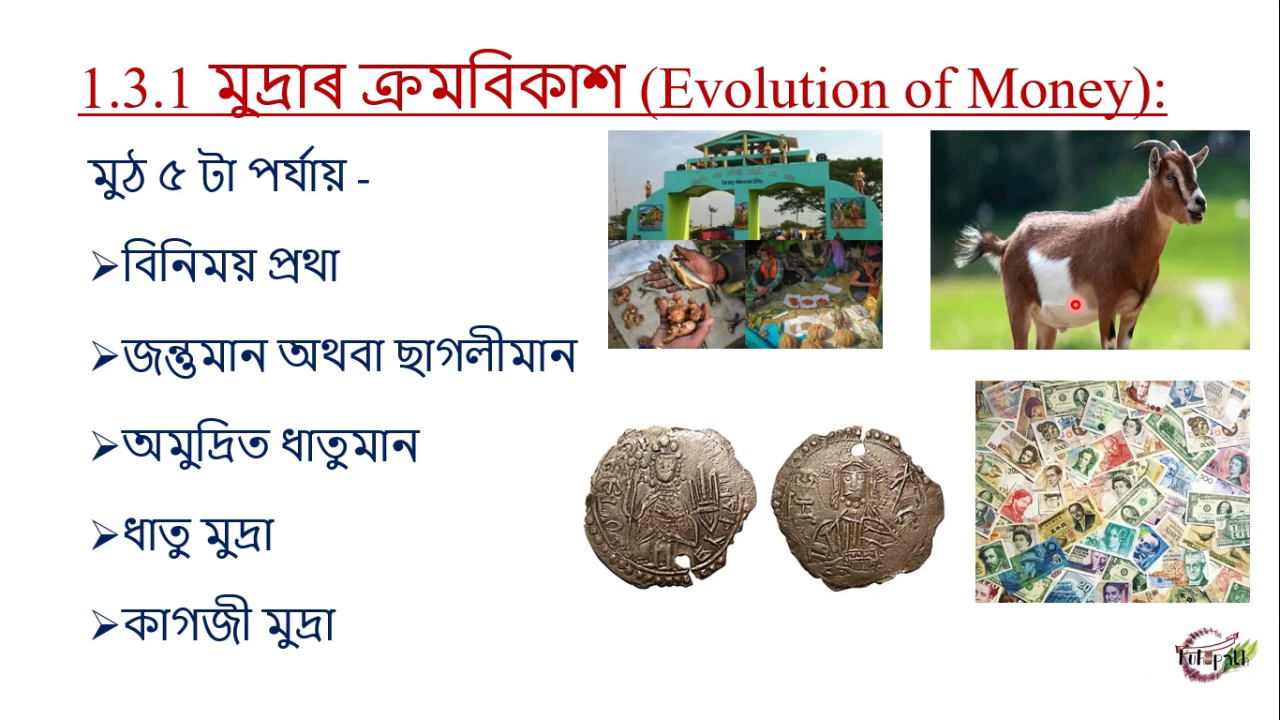 1.3.1 মুদ্ৰাৰ ক্ৰমবিকাশ (Evolution of Money):
মুঠ ৫ টা পৰ্যায় -
➢বিনিময় প্ৰথা
➢জন্তুমান অথবা ছাগলীমান
➢অমুদ্ৰিত ধাতুমান
➢ধাতু মুদ্ৰা
➢কাগজী মুদ্ৰা